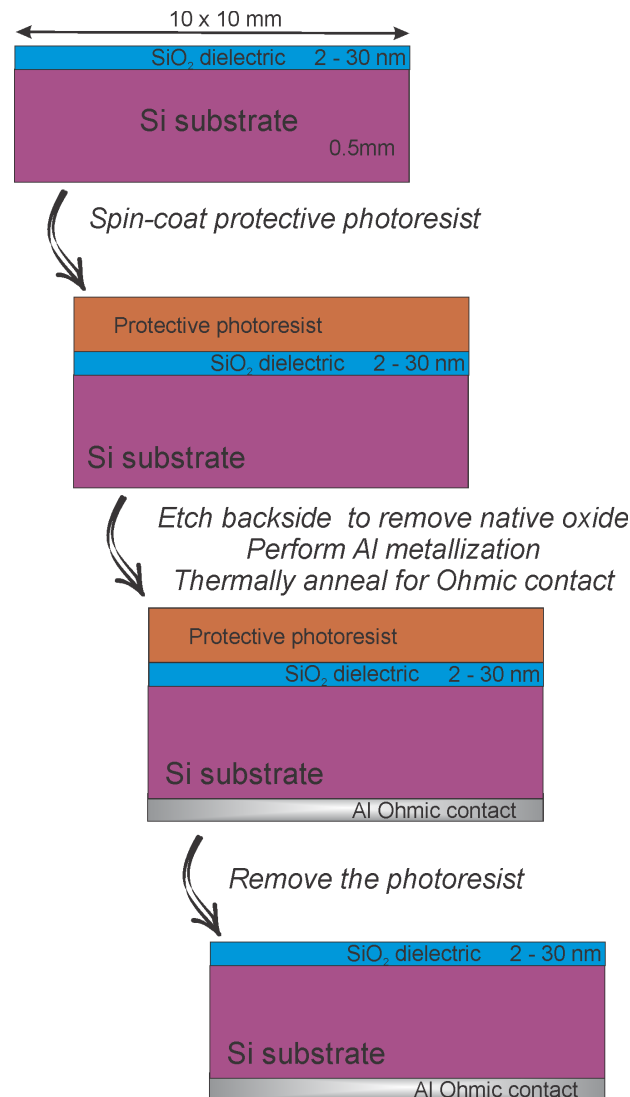 10 x 10 mm
SiO₂ dielectric 2 - 30 nm
Si substrate
0.5mm
Spin-coat protective photoresist
Protective photoresist
SiO₂ dielectric 2 - 30 nm
Si substrate
Etch backside to remove native oxide
Perform Al metallization
Thermally anneal for Ohmic contact
Protective photoresist
SiO₂ dielectric 2 - 30 nm
Si substrate
Al Ohmic contact
Remove the photoresist
SiO₂ dielectric 2 - 30 nm
Si substrate
Al Ohmic contact